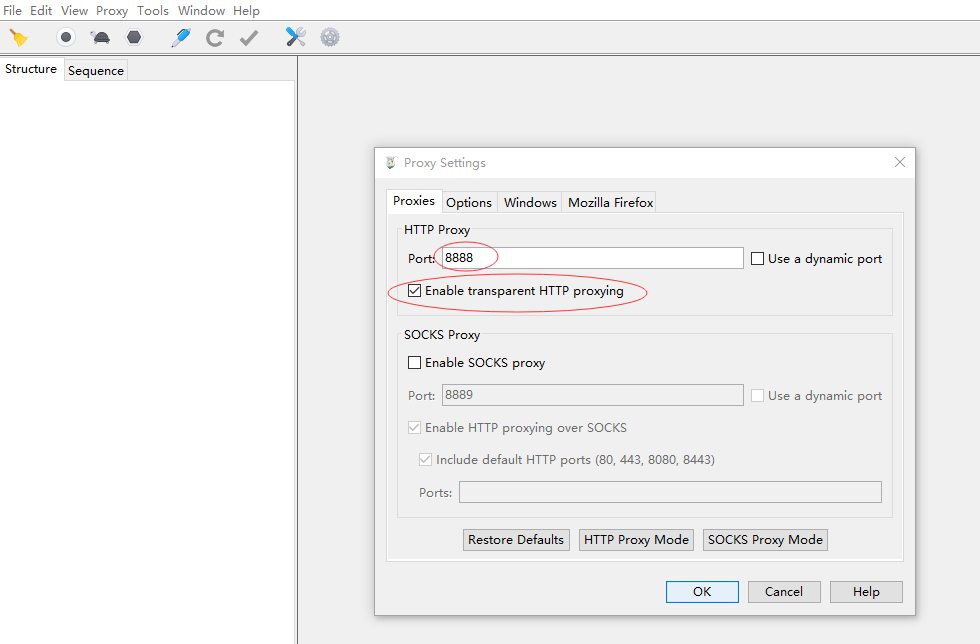 File Edit View Proxy Tools Window Help
Structure Sequence
Proxy Settings
Proxies Options Windows Mozilla Firefox
HTTP Proxy
Port: 8888 Use a dynamic port
Enable transparent HTTP proxying
SOCKS Proxy
Enable SOCKS proxy
Port: 8889 Use a dynamic port
Enable HTTP proxying over SOCKS
Include default HTTP ports (80, 443, 8080, 8443)
Ports:
Restore Defaults HTTP Proxy Mode SOCKS Proxy Mode
OK Cancel Help